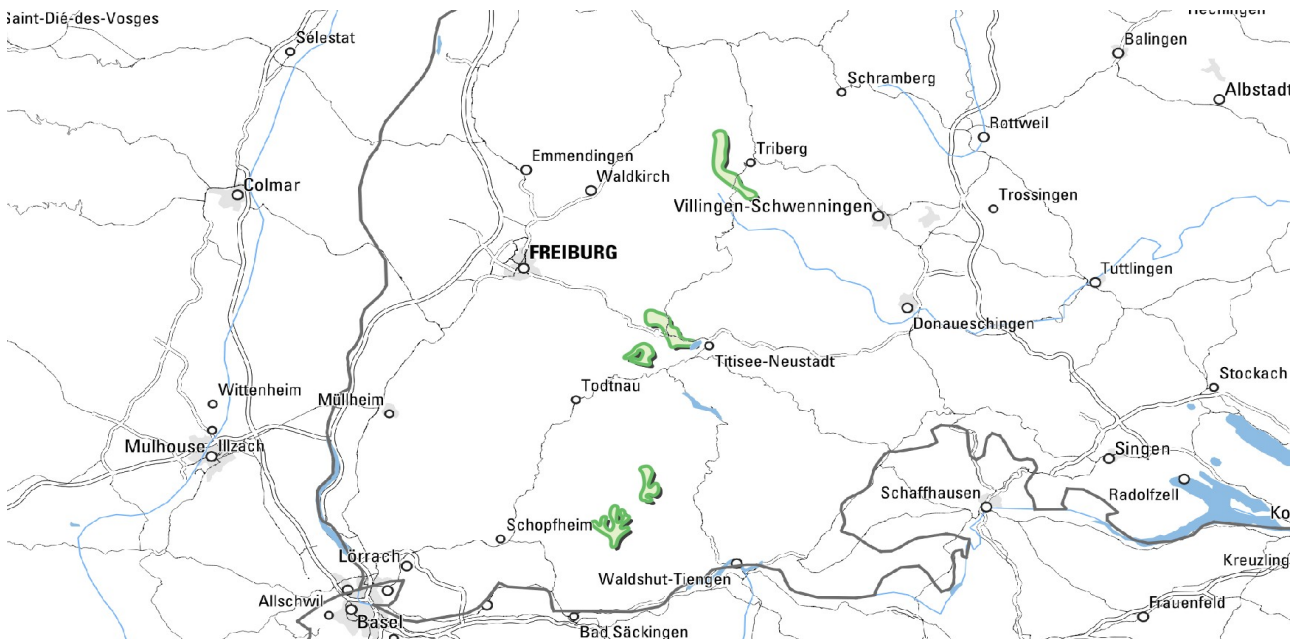 Saint-Dié-des-Vosges
Sélestat
Hechingen
Balingen
Schramberg
Albstadt
Rottweil
Emmendingen
Triberg
Waldkirch
Colmar
Trossingen
Villingen-Schwenningen
FREIBURG
Tuttlingen
Donaueschingen
Titisee-Neustadt
Stockach
Wittenheim
Müllheim
Todtnau
Mulhouse
Illzach
Singen
Schaffhausen
Radolfzell
Ko
Schopfheim
Lörrach
Kreuzling
Waldshut-Tiengen
Allschwil
Frauenfeld
Basel
Bad Säckingen